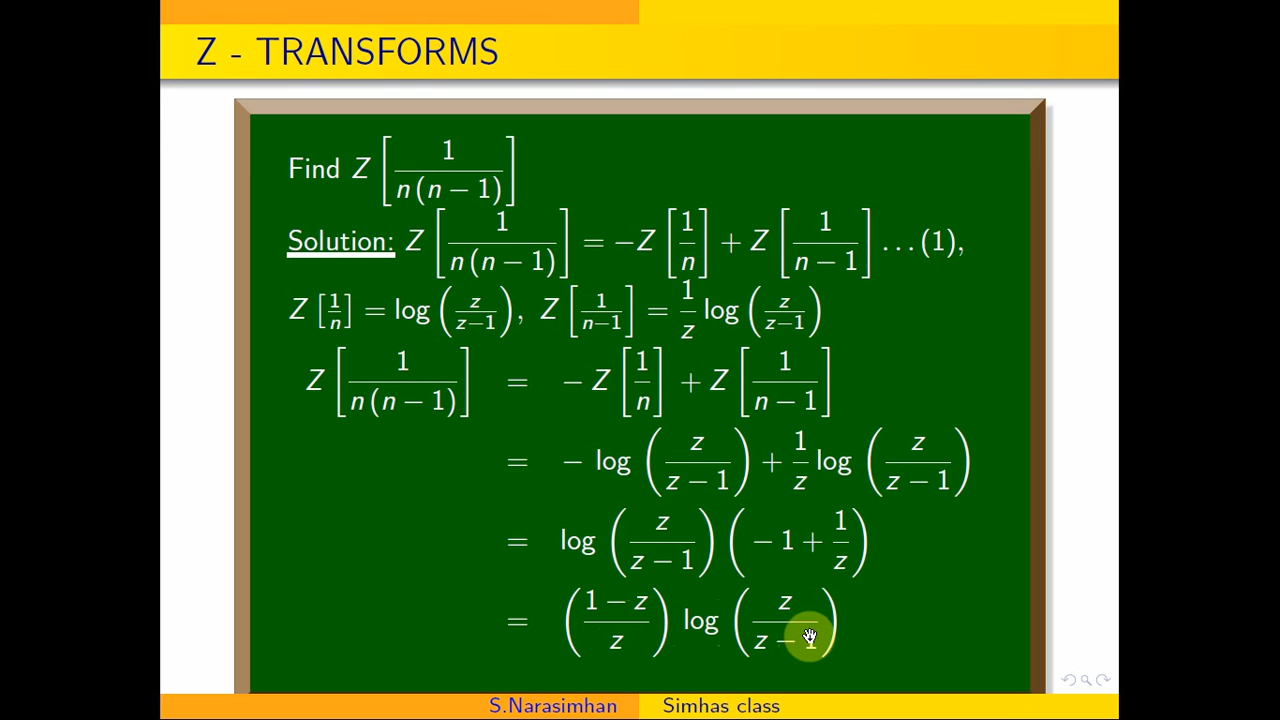 Z - TRANSFORMS
Find Z [1/(n(n − 1))]
Solution: Z [1/(n(n − 1))] = −Z [1/n] + Z [1/(n − 1)] ...(1),
Z [1/n] = log (z/(z−1)), Z [1/(n−1)] = 1/z log (z/(z−1))
Z [1/(n(n − 1))] = − Z [1/n] + Z [1/(n − 1)]
= − log (z/(z − 1)) + 1/z log (z/(z − 1))
= log (z/(z − 1)) (− 1 + 1/z)
= ((1 − z)/z) log (z/(z − 1))
S.Narasimhan Simhas class